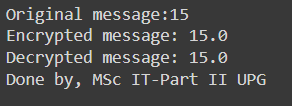 Original message:15
Encrypted message: 15.0
Decrypted message: 15.0
Done by, MSc IT-Part II UPG